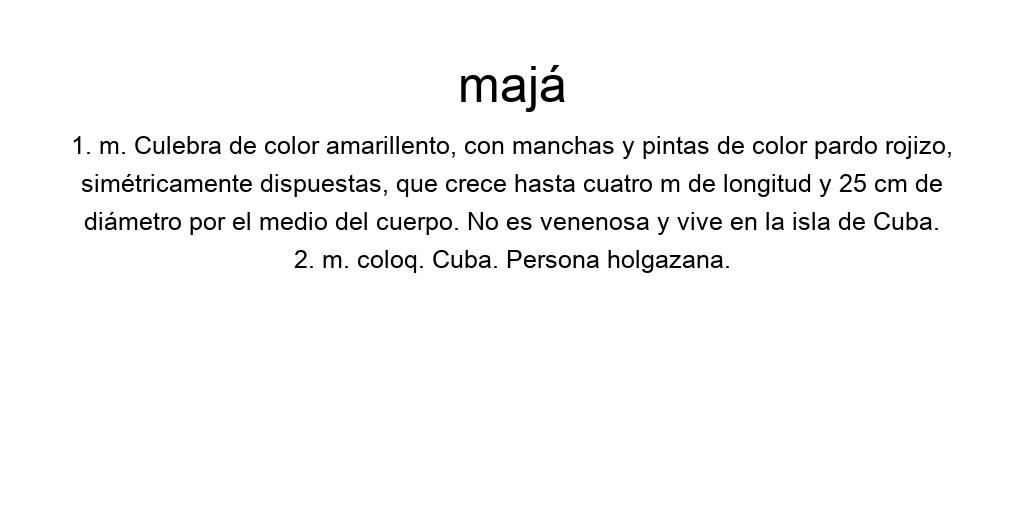 majá
1. m. Culebra de color amarillento, con manchas y pintas de color pardo rojizo,
simétricamente dispuestas, que crece hasta cuatro m de longitud y 25 cm de
diámetro por el medio del cuerpo. No es venenosa y vive en la isla de Cuba.
2. m. coloq. Cuba. Persona holgazana.